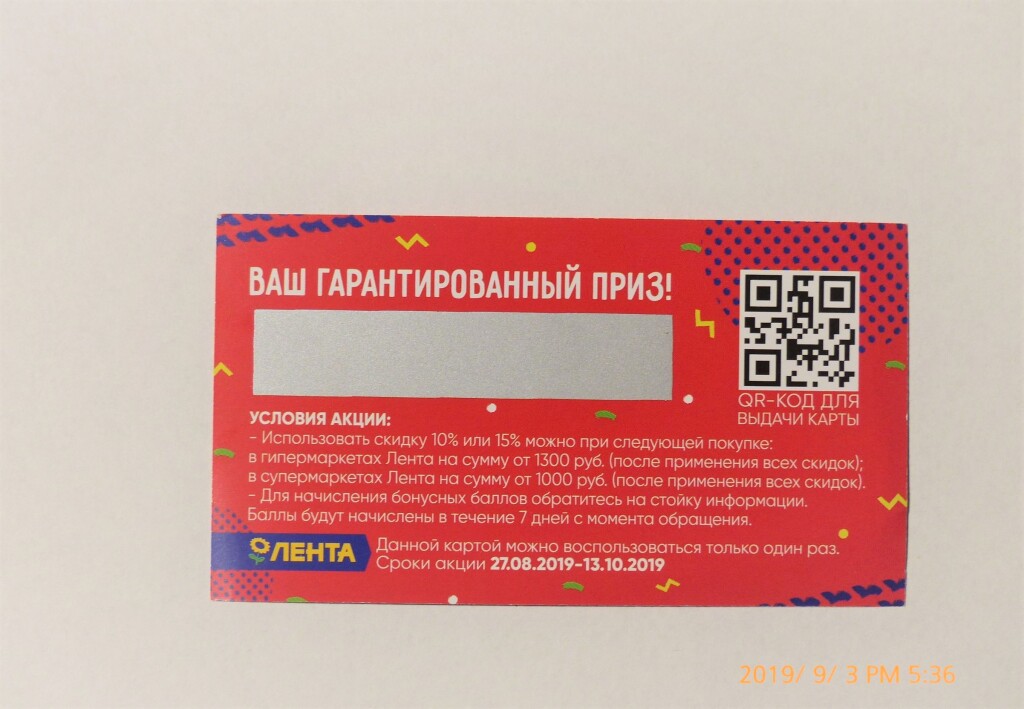 ВАШ ГАРАНТИРОВАННЫЙ ПРИЗ!
QR-КОД ДЛЯ
ВЫДАЧИ КАРТЫ
УСЛОВИЯ АКЦИИ:
- Использовать скидку 10% или 15% можно при следующей покупке:
в гипермаркетах Лента на сумму от 1300 руб. (после применения всех скидок);
в супермаркетах Лента на сумму от 1000 руб. (после применения всех скидок).
- Для начисления бонусных баллов обратитесь на стойку информации.
Баллы будут начислены в течение 7 дней с момента обращения.
ЛЕНТА
Данной картой можно воспользоваться только один раз.
Сроки акции 27.08.2019-13.10.2019
2019/ 9/ 3 PM 5:36